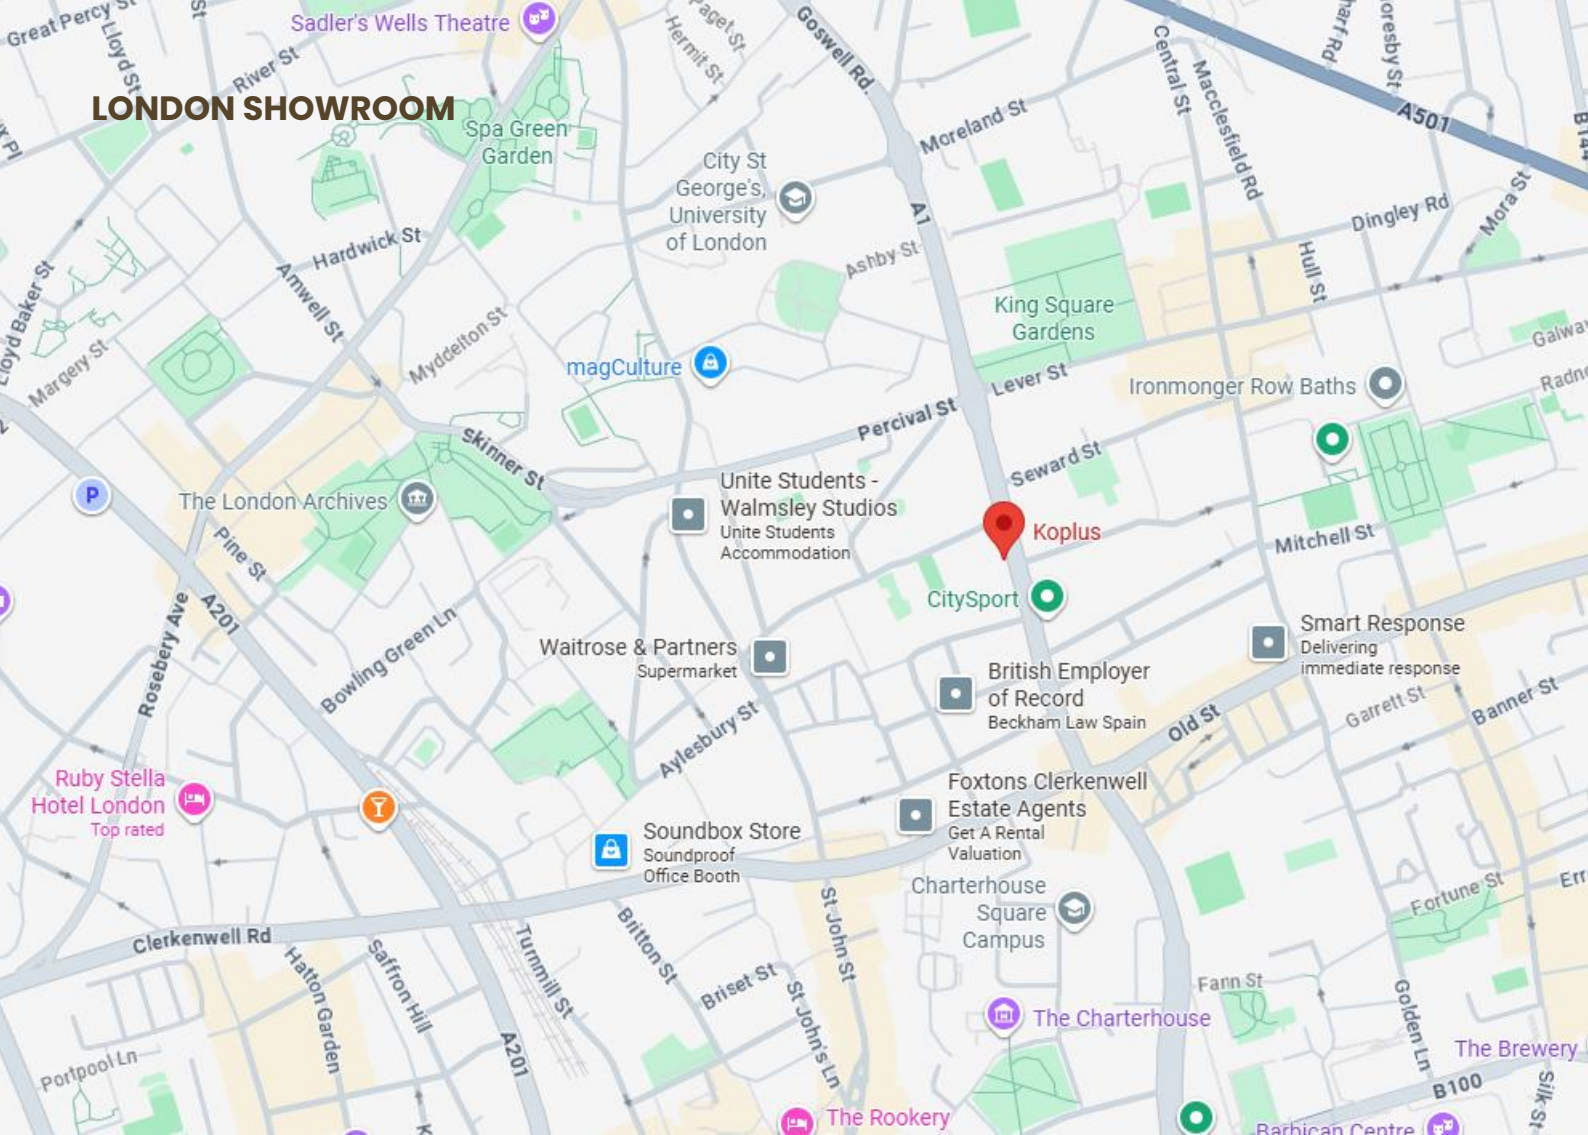 Great Percy St
Sadler's Wells Theatre
Lloyd St
River St
Hermit St
Paget St
Goswell Rd
Central St
Macclesfield Rd
A501
LONDON SHOWROOM
Spa Green
Garden
Moreland St
City St
George's,
University
of London
A1
Dingley Rd
Mora St
Hardwick St
Ashby St
Hull St
Lloyd Baker St
Amwell St
King Square
Gardens
Myddelton St
Margery St
magCulture
Lever St
Ironmonger Row Baths
Percival St
Skinner St
Seward St
Unite Students -
Walmsley Studios
Unite Students
Accommodation
P
The London Archives
Koplus
Mitchell St
Pine St
A201
CitySport
Rosebery Ave
Bowling Green Ln
Waitrose & Partners
Supermarket
Smart Response
Delivering
immediate response
British Employer
of Record
Beckham Law Spain
Garrett St
Banner St
Old St
Aylesbury St
Ruby Stella
Hotel London
Top rated
Foxtons Clerkenwell
Estate Agents
Get A Rental
Valuation
Soundbox Store
Soundproof
Office Booth
Charterhouse
Square
Campus
Fortune St
St John St
Clerkenwell Rd
Britton St
Turnmill St
Saffron Hill
Hatton Garden
Briset St
St John's Ln
Fann St
Golden Ln
The Charterhouse
A201
Portpool Ln
The Brewery
B100
Silk St
The Rookery
Barbican Centre